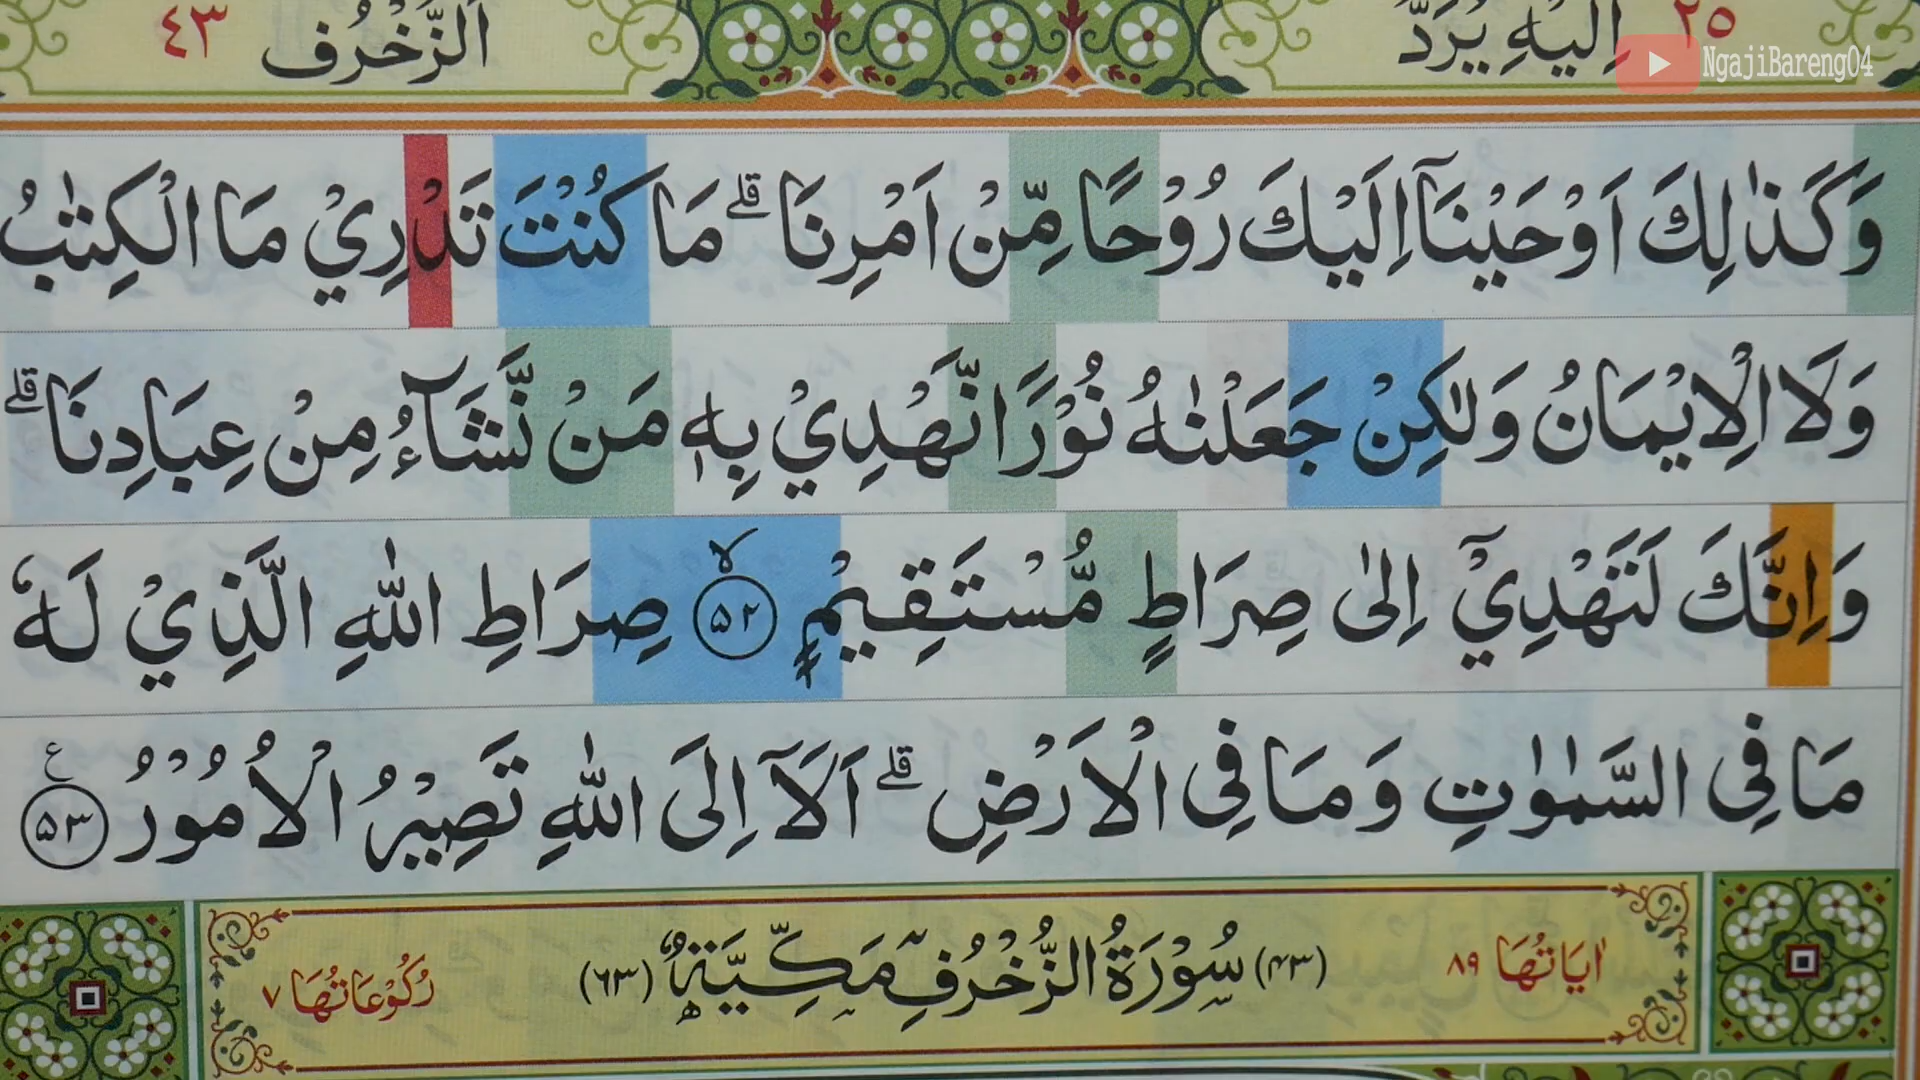 اِلَيْهِ يُرَدُّ ٢٥
اَلزُّخْرُف ٤٣
NgajiBareng04
وَكَذٰلِكَ اَوْحَيْنَآ اِلَيْكَ رُوْحًا مِّنْ اَمْرِنَا ۗ مَا كُنْتَ تَدْرِيْ مَا الْكِتٰبُ
وَلَا الْاِيْمَانُ وَلٰكِنْ جَعَلْنٰهُ نُوْرًا نَّهْدِيْ بِهٖ مَنْ نَّشَآءُ مِنْ عِبَادِنَا ۗ
وَاِنَّكَ لَتَهْدِيْٓ اِلٰى صِرَاطٍ مُّسْتَقِيْمٍ ۙ ٥٢ صِرَاطِ اللّٰهِ الَّذِيْ لَهٗ
مَا فِى السَّمٰوٰتِ وَمَا فِى الْاَرْضِ ۗ اَلَآ اِلَى اللّٰهِ تَصِيْرُ الْاُمُوْرُ ࣖ ٥٣
اٰيَاتُهَا ٨٩ (٤٣) سُوْرَةُ الزُّخْرُفِ مَكِّيَّةٌ (٦٣) رُكُوْعَاتُهَا ٧